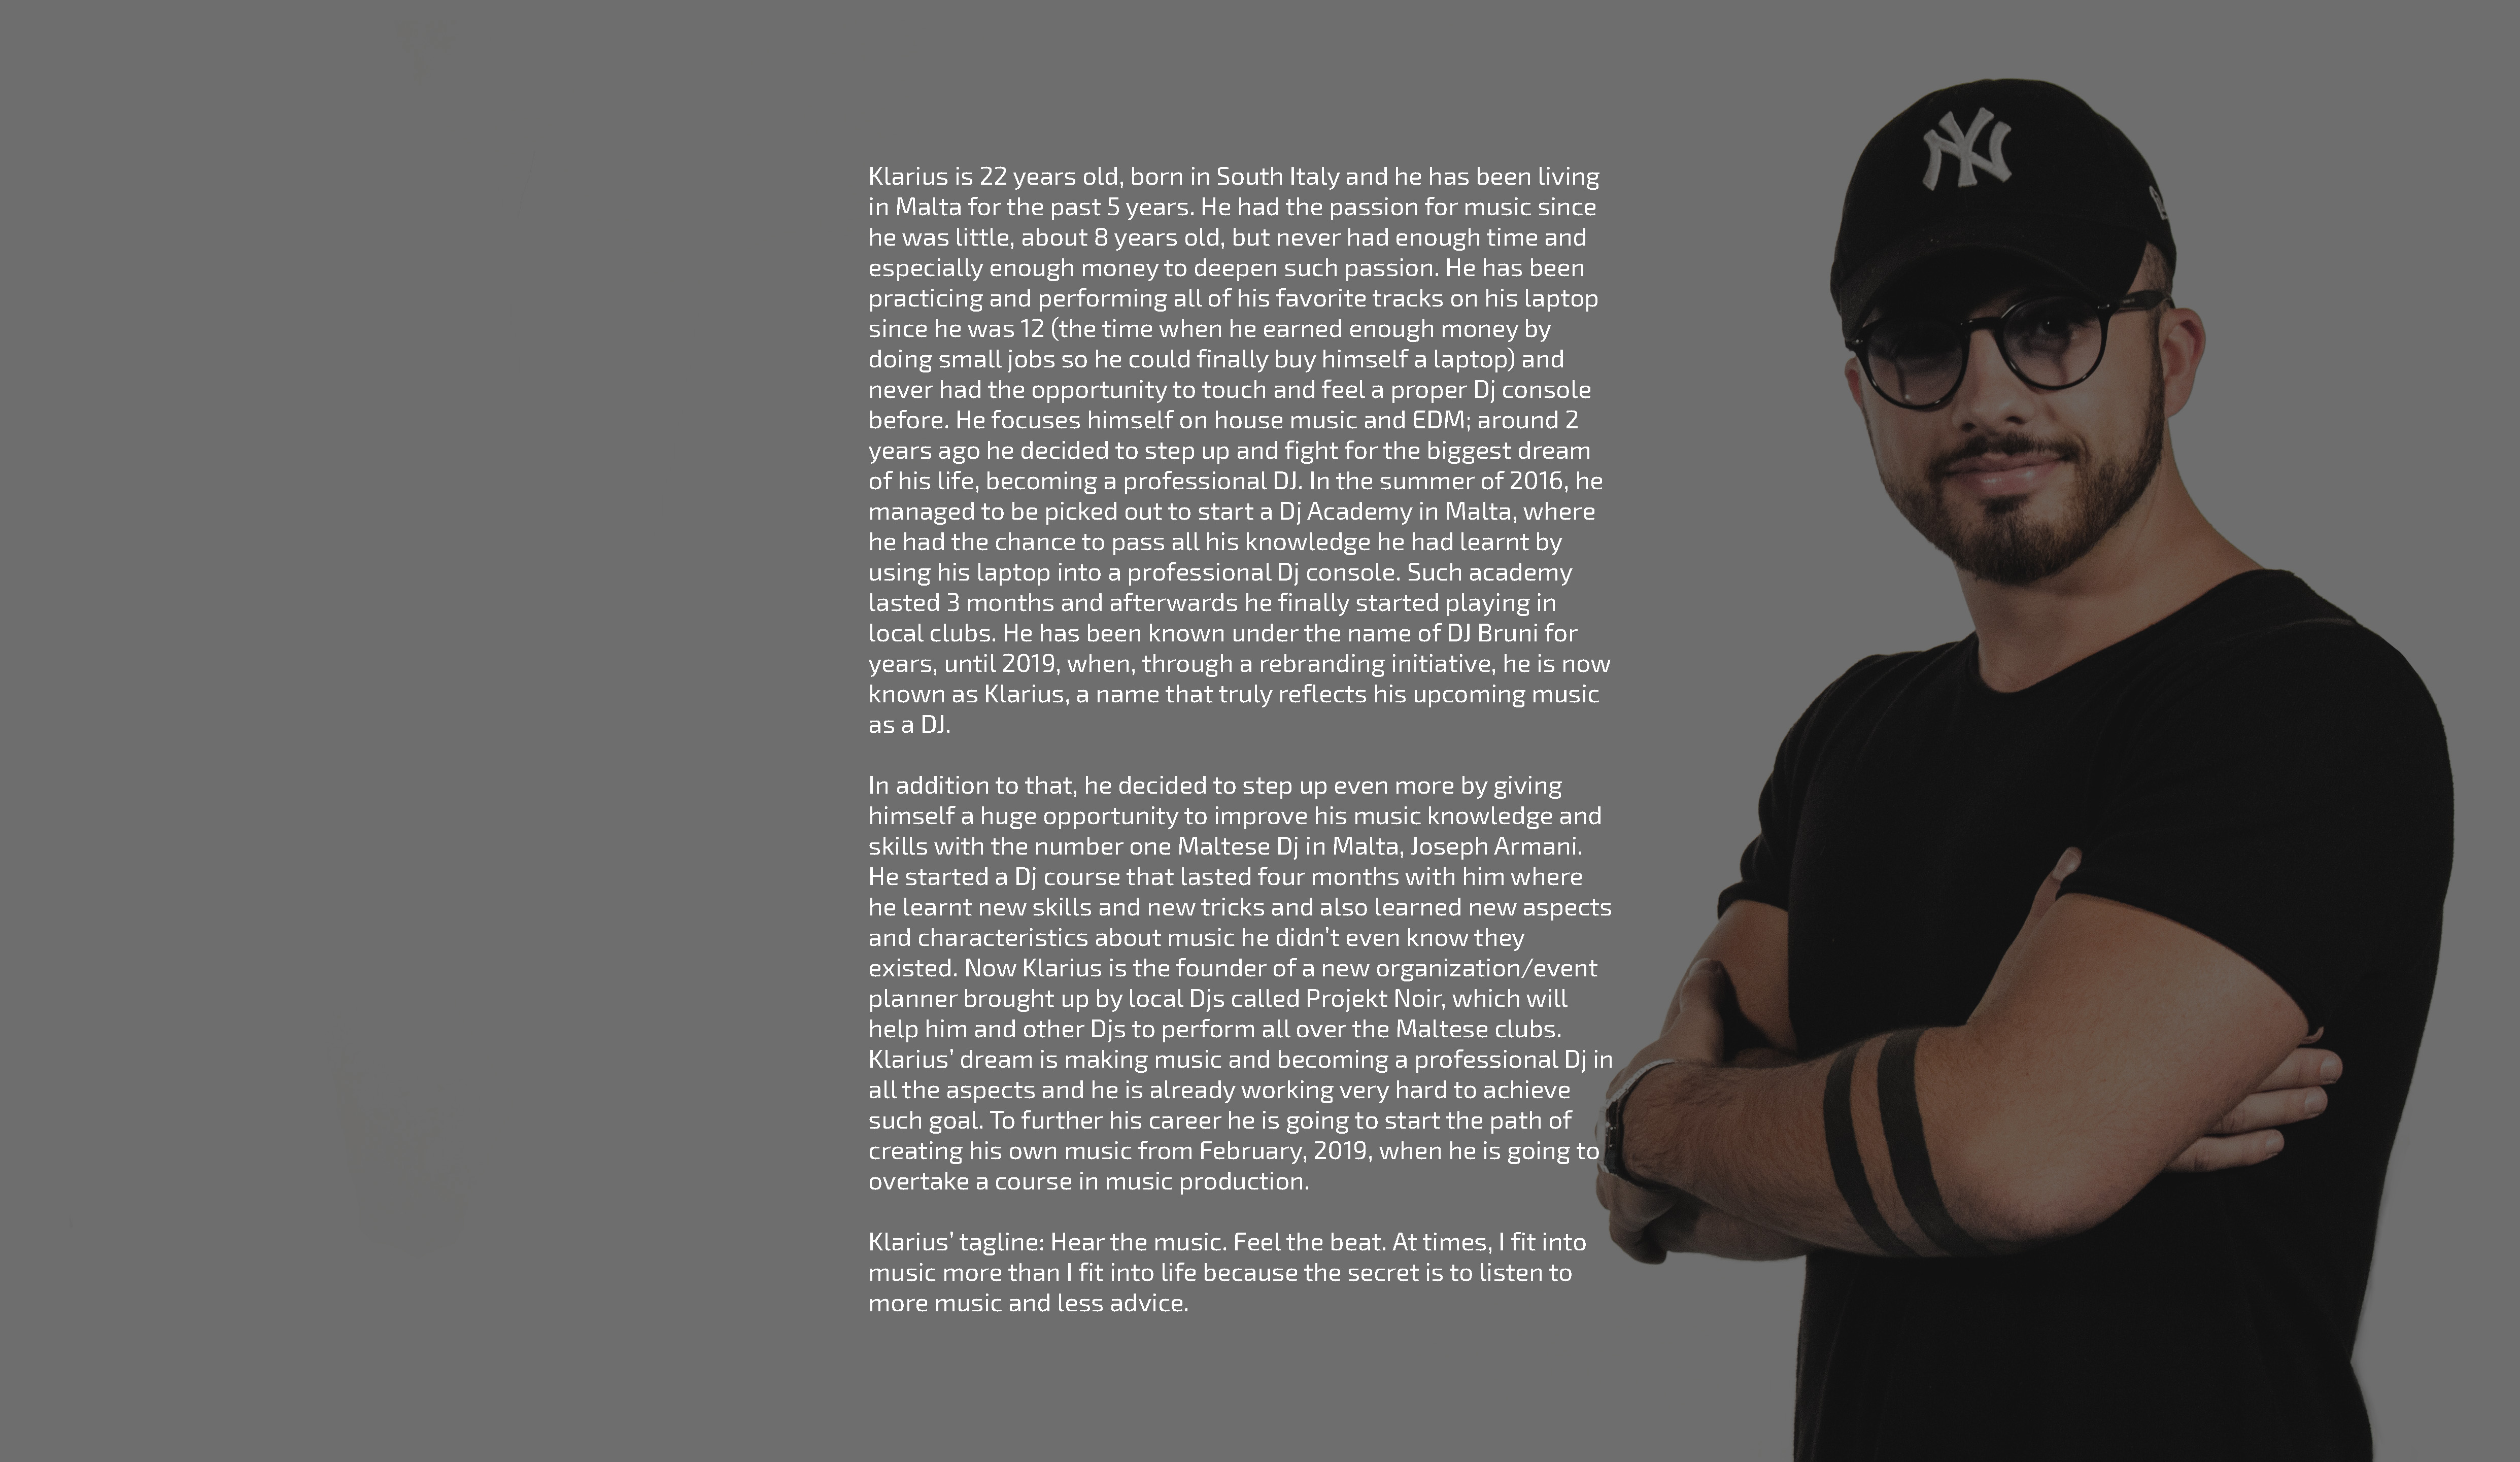 NY
Klarius is 22 years old, born in South Italy and he has been living
in Malta for the past 5 years. He had the passion for music since
he was little, about 8 years old, but never had enough time and
especially enough money to deepen such passion. He has been
practicing and performing all of his favorite tracks on his laptop
since he was 12 (the time when he earned enough money by
doing small jobs so he could finally buy himself a laptop) and
never had the opportunity to touch and feel a proper Dj console
before. He focuses himself on house music and EDM; around 2
years ago he decided to step up and fight for the biggest dream
of his life, becoming a professional DJ. In the summer of 2016, he
managed to be picked out to start a Dj Academy in Malta, where
he had the chance to pass all his knowledge he had learnt by
using his laptop into a professional Dj console. Such academy
lasted 3 months and afterwards he finally started playing in
local clubs. He has been known under the name of DJ Bruni for
years, until 2019, when, through a rebranding initiative, he is now
known as Klarius, a name that truly reflects his upcoming music
as a DJ.
In addition to that, he decided to step up even more by giving
himself a huge opportunity to improve his music knowledge and
skills with the number one Maltese Dj in Malta, Joseph Armani.
He started a Dj course that lasted four months with him where
he learnt new skills and new tricks and also learned new aspects
and characteristics about music he didn't even know they
existed. Now Klarius is the founder of a new organization/event
planner brought up by local Djs called Projekt Noir, which will
help him and other Djs to perform all over the Maltese clubs.
Klarius' dream is making music and becoming a professional Dj in
all the aspects and he is already working very hard to achieve
such goal. To further his career he is going to start the path of
creating his own music from February, 2019, when he is going to
overtake a course in music production.
Klarius' tagline: Hear the music. Feel the beat. At times, I fit into
music more than I fit into life because the secret is to listen to
more music and less advice.